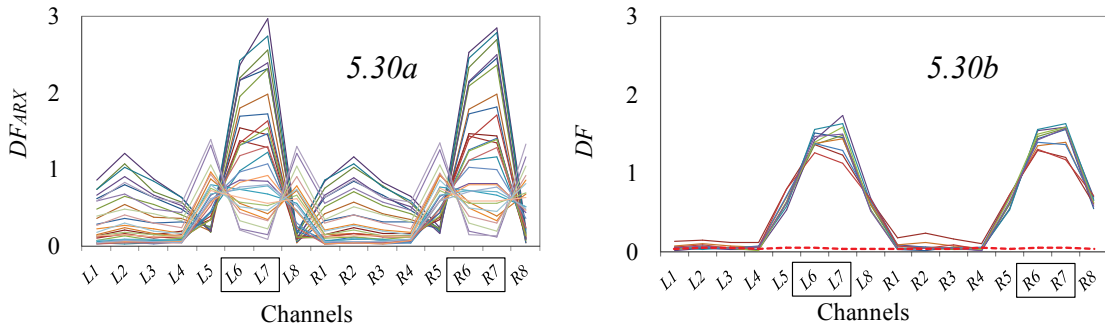 3
2
1
0
DFARX
5.30a
L1 L2 L3 L4 L5 L6 L7 L8 R1 R2 R3 R4 R5 R6 R7 R8
Channels
3
2
1
0
DF
5.30b
L1 L2 L3 L4 L5 L6 L7 L8 R1 R2 R3 R4 R5 R6 R7 R8
Channels